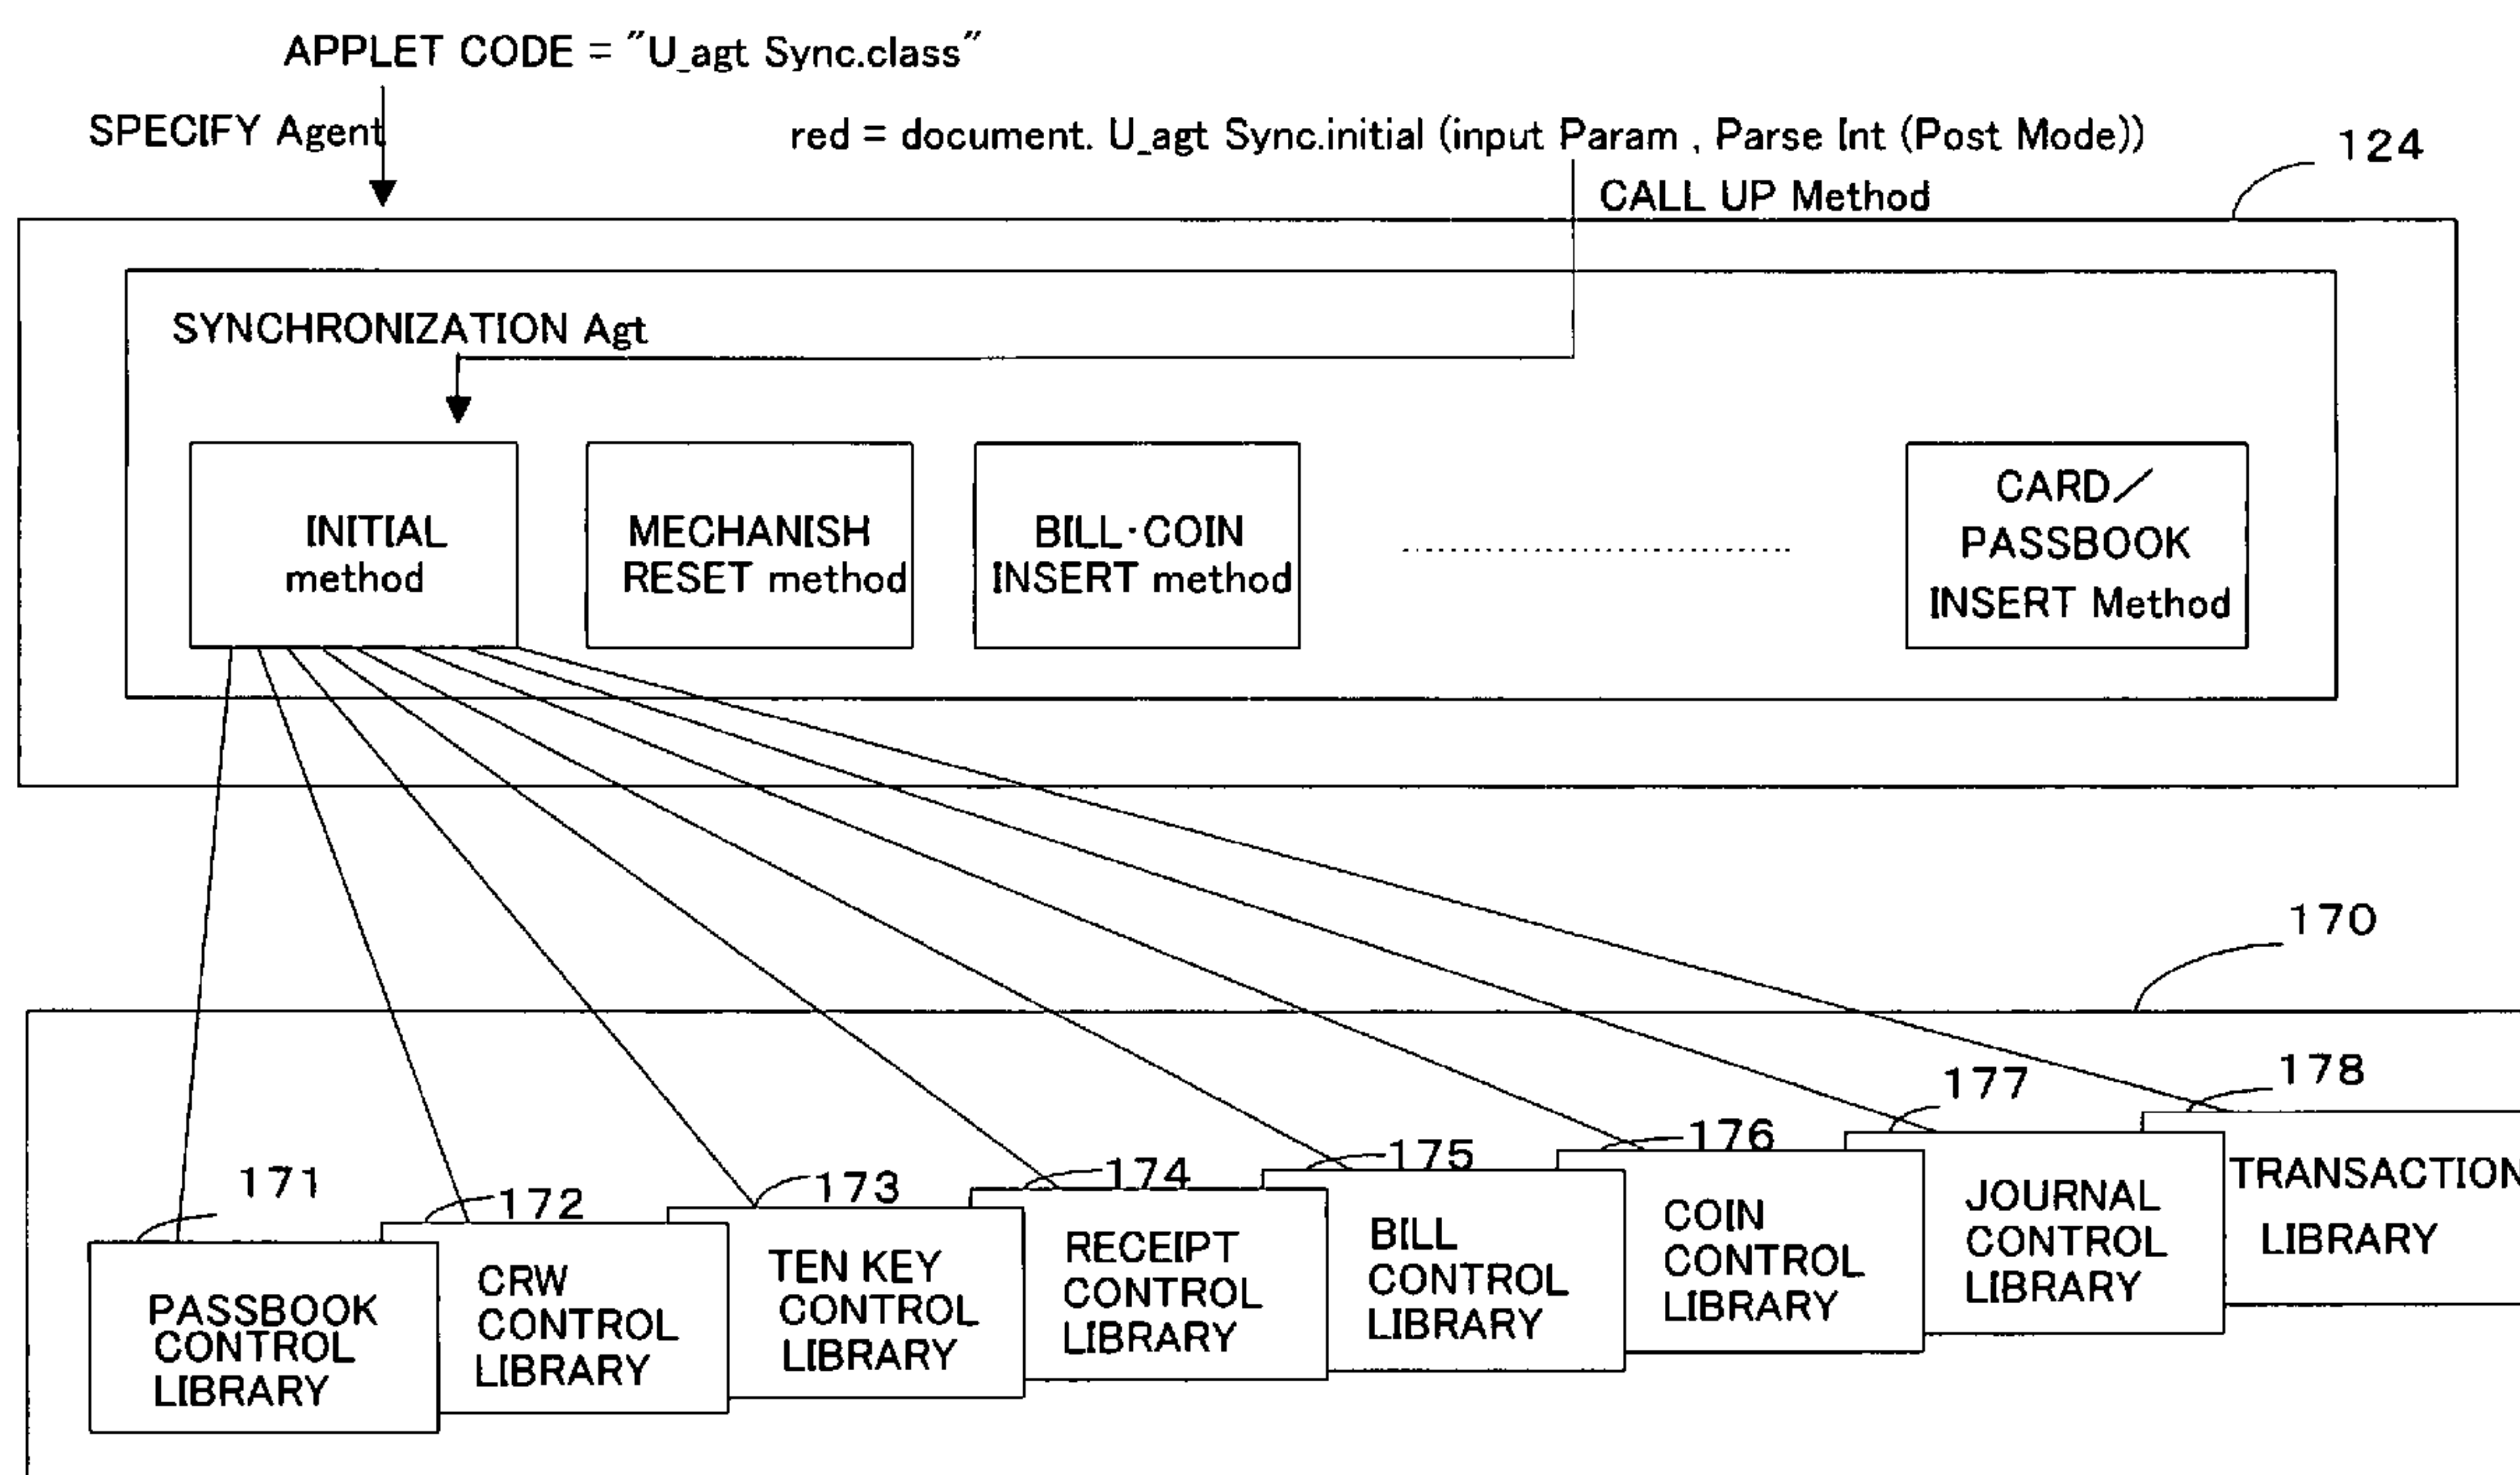 APPLET CODE = "U_agt Sync.class"
SPECIFY Agent
red = document. U_agt Sync.initial (input Param , Parse Int (Post Mode))
124
CALL UP Method
SYNCHRONIZATION Agt
INITIAL
method
MECHANISH
RESET method
BILL·COIN
INSERT method
CARD/
PASSBOOK
INSERT Method
170
171
172
173
174
175
176
177
178
PASSBOOK
CONTROL
LIBRARY
CRW
CONTROL
LIBRARY
TEN KEY
CONTROL
LIBRARY
RECEIPT
CONTROL
LIBRARY
BILL
CONTROL
LIBRARY
COIN
CONTROL
LIBRARY
JOURNAL
CONTROL
LIBRARY
TRANSACTION
LIBRARY